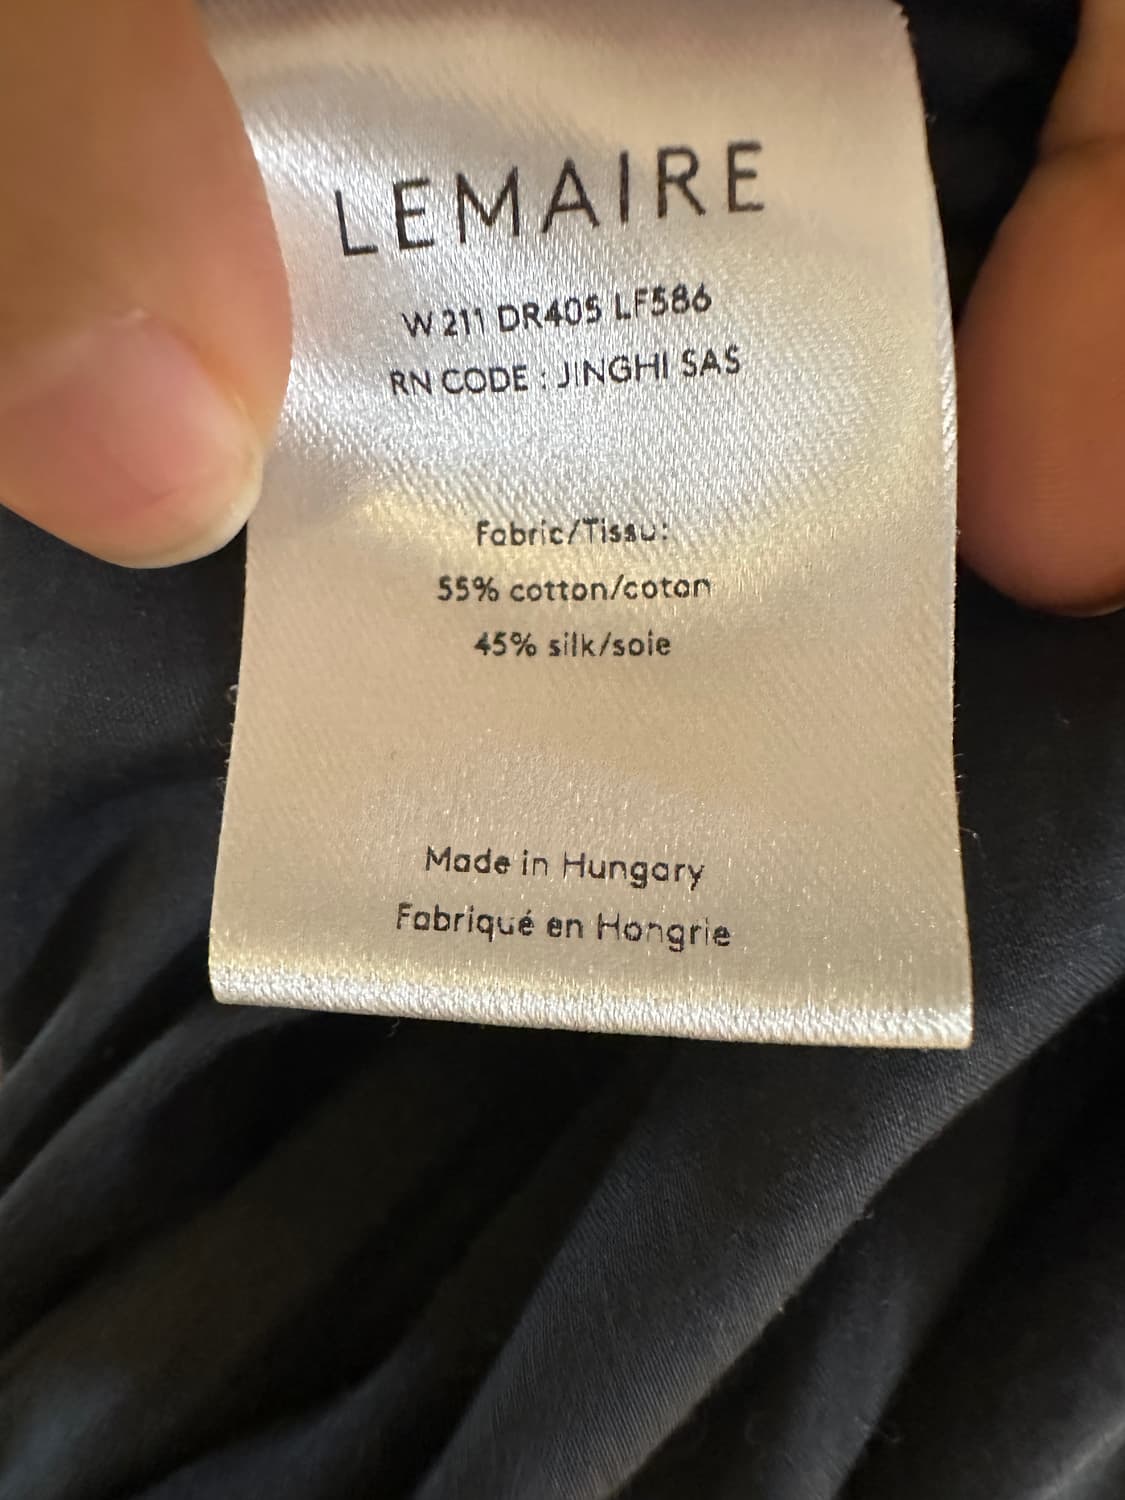 LEMAIRE
W 211 DR405 LF586
RN CODE : JINGHI SAS
Fabric/Tissu:
55% cotton/coton
45% silk/soie
Made in Hungary
Fabriqué en Hongrie